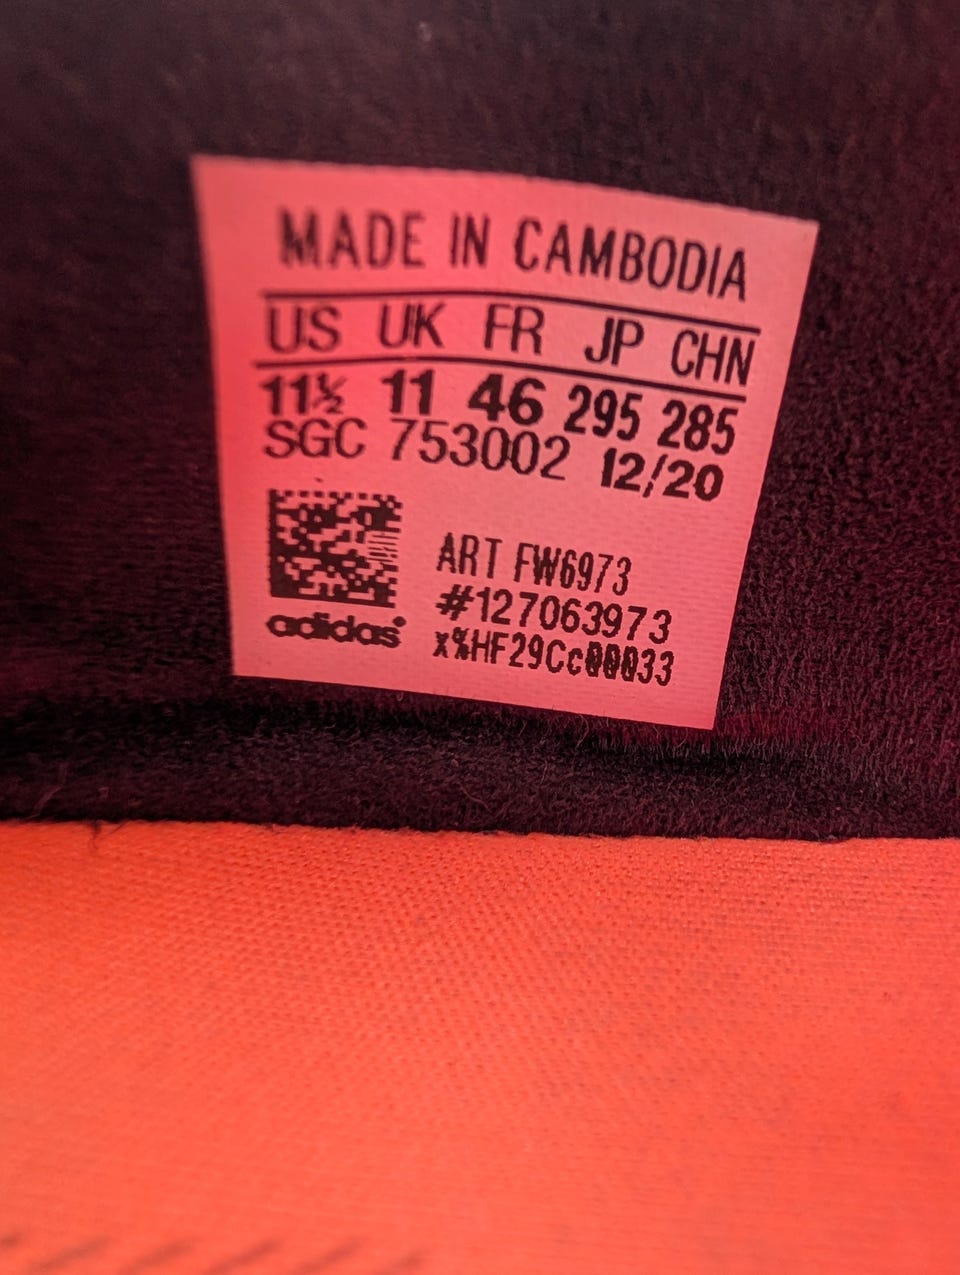 MADE IN CAMBODIA
US UK FR JP CHN
11½ 11 46 295 285
SGC 753002 12/20
ART FW6973
#127063973
adidas